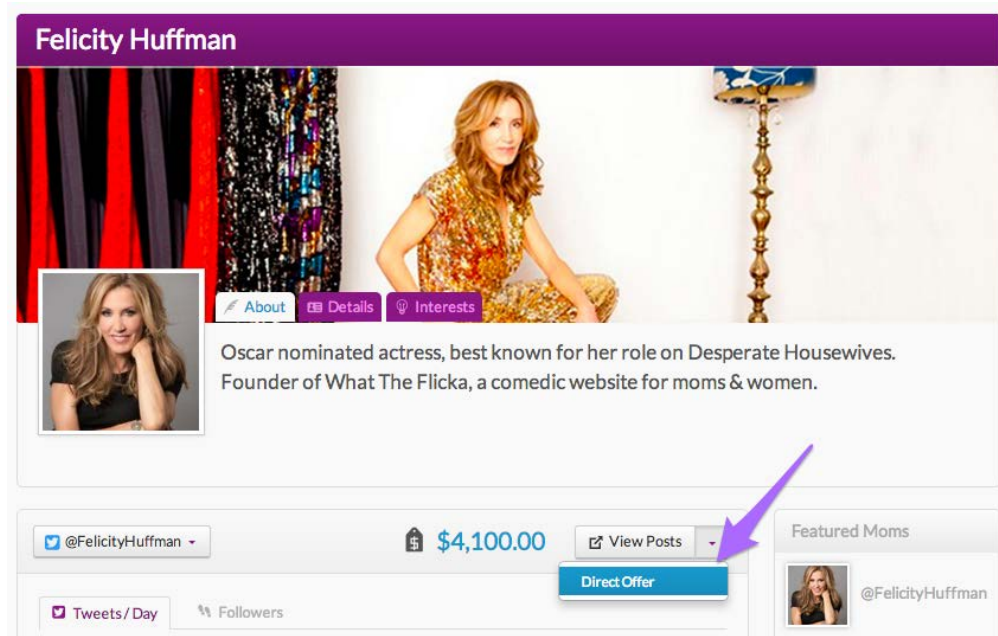 Felicity Huffman
About
Details
Interests
Oscar nominated actress, best known for her role on Desperate Housewives.
Founder of What The Flicka, a comedic website for moms & women.
@FelicityHuffman
$4,100.00
View Posts
Direct Offer
Tweets / Day
Followers
Featured Moms
@FelicityHuffman